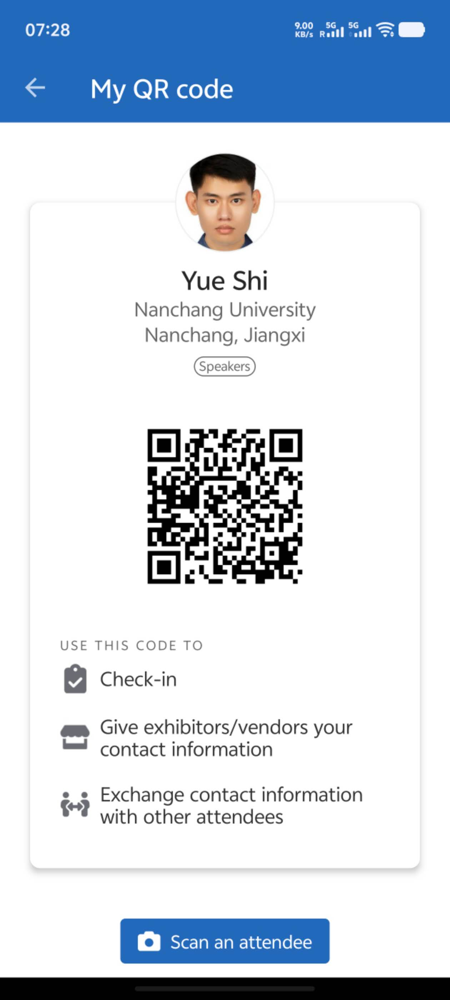 07:28
9.00 KB/s R 5G 5G
My QR code
Yue Shi
Nanchang University
Nanchang, Jiangxi
Speakers
USE THIS CODE TO
Check-in
Give exhibitors/vendors your
contact information
Exchange contact information
with other attendees
Scan an attendee